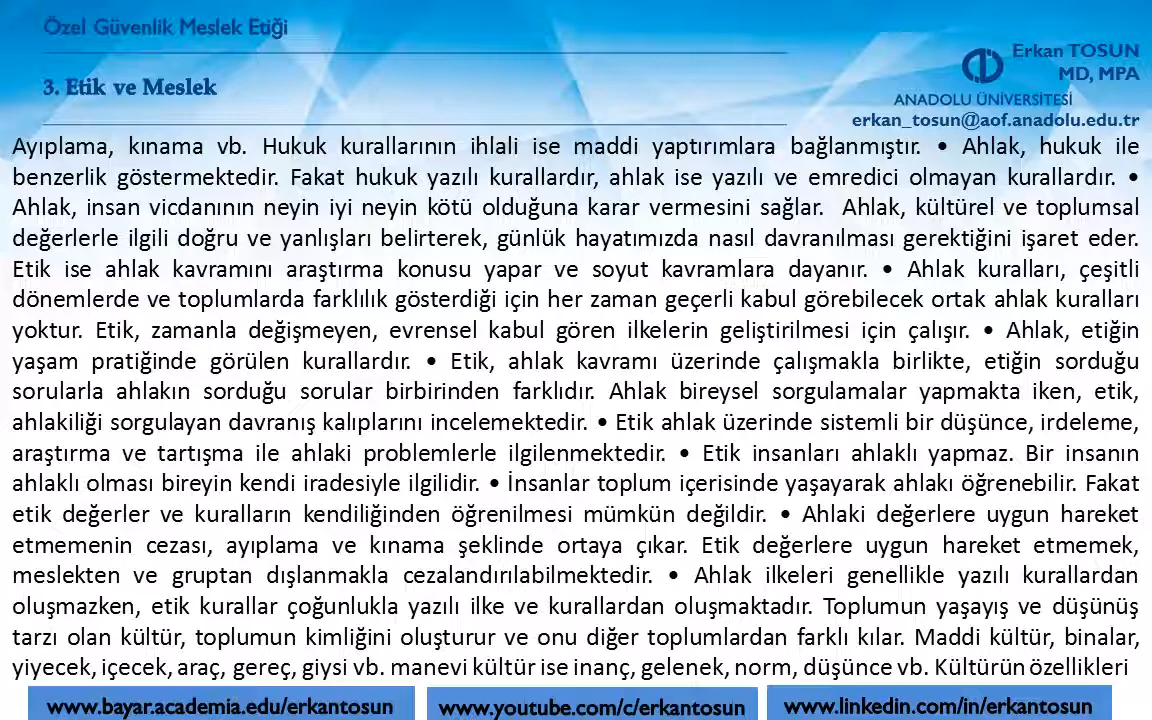 Özel Güvenlik Meslek Etiği
3. Etik ve Meslek
Erkan TOSUN
MD, MPA
ANADOLU ÜNİVERSİTESİ
erkan_tosun@aof.anadolu.edu.tr
Ayıplama, kınama vb. Hukuk kurallarının ihlali ise maddi yaptırımlara bağlanmıştır. • Ahlak, hukuk ile
benzerlik göstermektedir. Fakat hukuk yazılı kurallardır, ahlak ise yazılı ve emredici olmayan kurallardır. •
Ahlak, insan vicdanının neyin iyi neyin kötü olduğuna karar vermesini sağlar. Ahlak, kültürel ve toplumsal
değerlerle ilgili doğru ve yanlışları belirterek, günlük hayatımızda nasıl davranılması gerektiğini işaret eder.
Etik ise ahlak kavramını araştırma konusu yapar ve soyut kavramlara dayanır. • Ahlak kuralları, çeşitli
dönemlerde ve toplumlarda farklılık gösterdiği için her zaman geçerli kabul görebilecek ortak ahlak kuralları
yoktur. Etik, zamanla değişmeyen, evrensel kabul gören ilkelerin geliştirilmesi için çalışır. • Ahlak, etiğin
yaşam pratiğinde görülen kurallardır. • Etik, ahlak kavramı üzerinde çalışmakla birlikte, etiğin sorduğu
sorularla ahlakın sorduğu sorular birbirinden farklıdır. Ahlak bireysel sorgulamalar yapmakta iken, etik,
ahlakiliği sorgulayan davranış kalıplarını incelemektedir. • Etik ahlak üzerinde sistemli bir düşünce, irdeleme,
araştırma ve tartışma ile ahlaki problemlerle ilgilenmektedir. • Etik insanları ahlaklı yapmaz. Bir insanın
ahlaklı olması bireyin kendi iradesiyle ilgilidir. • İnsanlar toplum içerisinde yaşayarak ahlakı öğrenebilir. Fakat
etik değerler ve kuralların kendiliğinden öğrenilmesi mümkün değildir. • Ahlaki değerlere uygun hareket
etmemenin cezası, ayıplama ve kınama şeklinde ortaya çıkar. Etik değerlere uygun hareket etmemek,
meslekten ve gruptan dışlanmakla cezalandırılabilmektedir. • Ahlak ilkeleri genellikle yazılı kurallardan
oluşmazken, etik kurallar çoğunlukla yazılı ilke ve kurallardan oluşmaktadır. Toplumun yaşayış ve düşünüş
tarzı olan kültür, toplumun kimliğini oluşturur ve onu diğer toplumlardan farklı kılar. Maddi kültür, binalar,
yiyecek, içecek, araç, gereç, giysi vb. manevi kültür ise inanç, gelenek, norm, düşünce vb. Kültürün özellikleri
www.bayar.academia.edu/erkantosun
www.youtube.com/c/erkantosun
www.linkedin.com/in/erkantosun